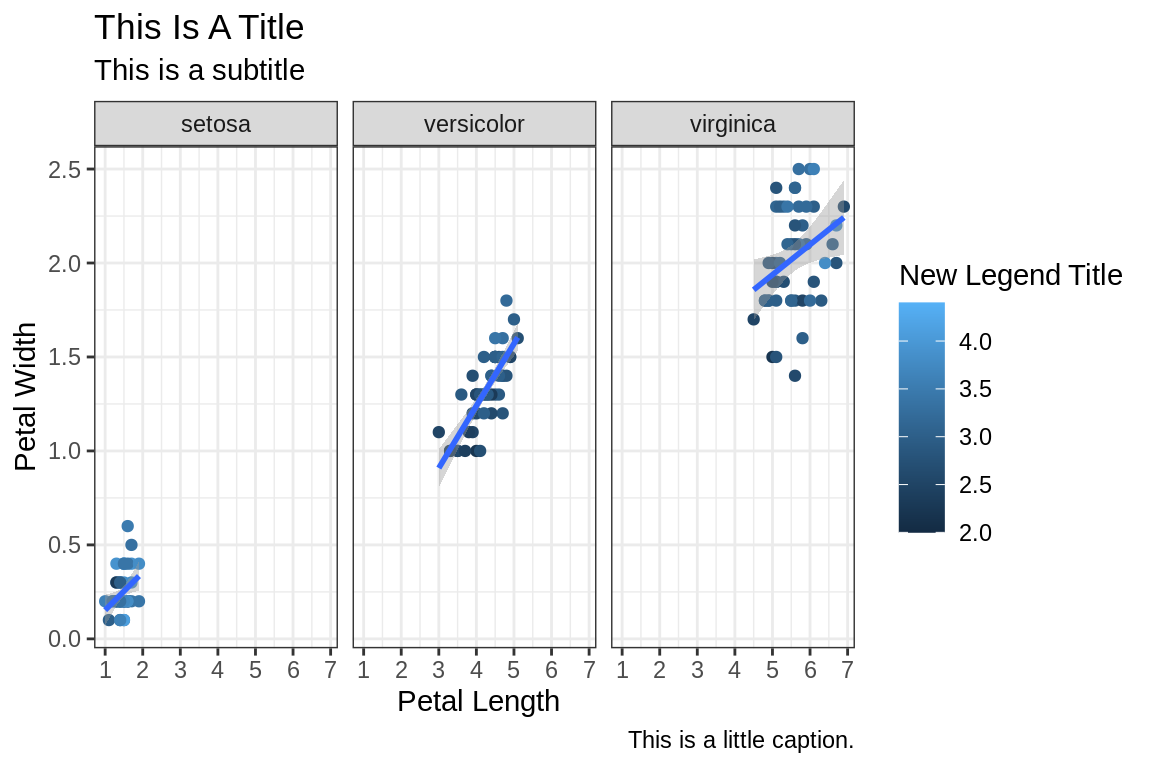 This Is A Title
This is a subtitle
setosa
versicolor
virginica
2.5
2.0
1.5
1.0
0.5
0.0
Petal Width
1 2 3 4 5 6 7
1 2 3 4 5 6 7
1 2 3 4 5 6 7
Petal Length
New Legend Title
4.0
3.5
3.0
2.5
2.0
This is a little caption.